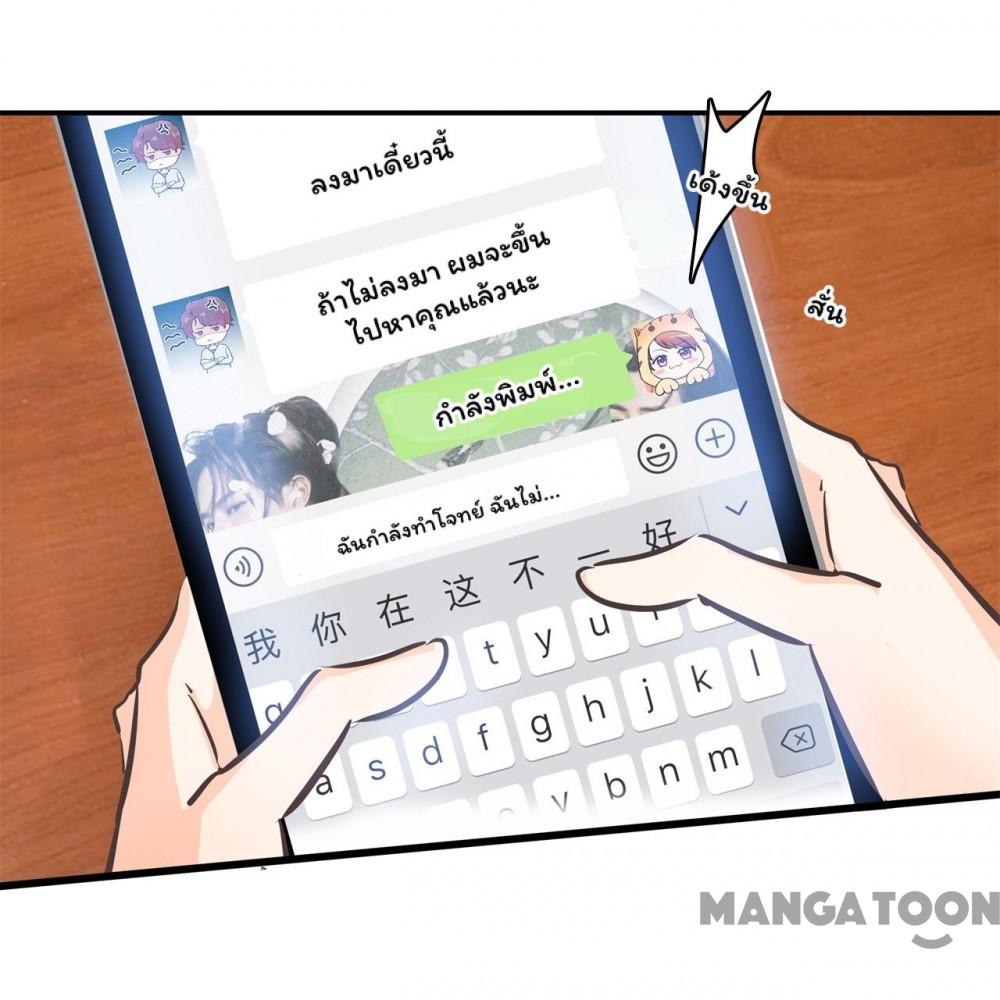 ลงมาเดี๋ยวนี้
เด้งขึ้น
ถ้าไม่ลงมา ผมจะขึ้น
ไปหาคุณแล้วนะ
สั่น
กำลังพิมพ์...
ฉันกำลังทำโจทย์ ฉันไม่...
我 你 在 这 不 一 好
q t y u i
a s d f g h j k l
c v b n m
MANGATOON